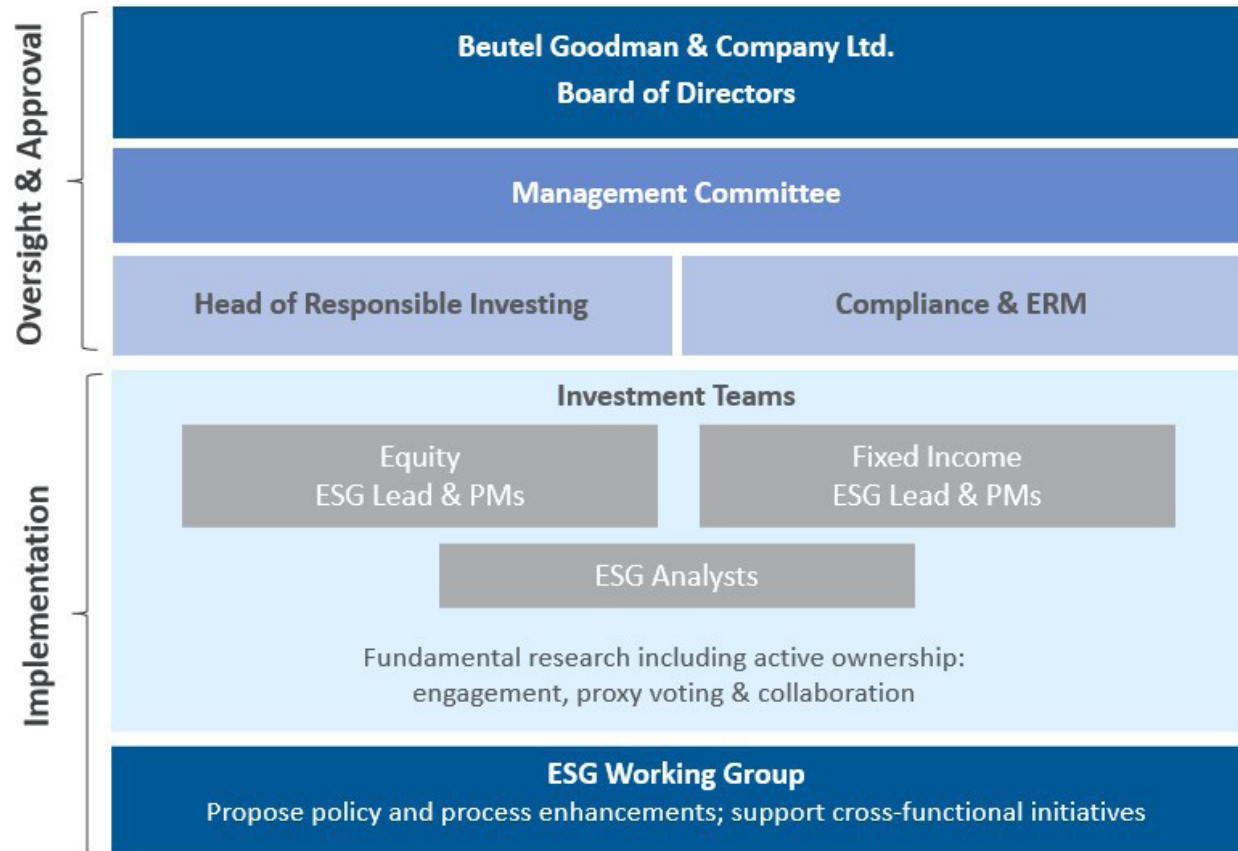 Oversight & Approval
Beutel Goodman & Company Ltd.
Board of Directors
Management Committee
Head of Responsible Investing
Compliance & ERM
Implementation
Investment Teams
Equity
ESG Lead & PMs
Fixed Income
ESG Lead & PMs
ESG Analysts
Fundamental research including active ownership:
engagement, proxy voting & collaboration
ESG Working Group
Propose policy and process enhancements; support cross-functional initiatives